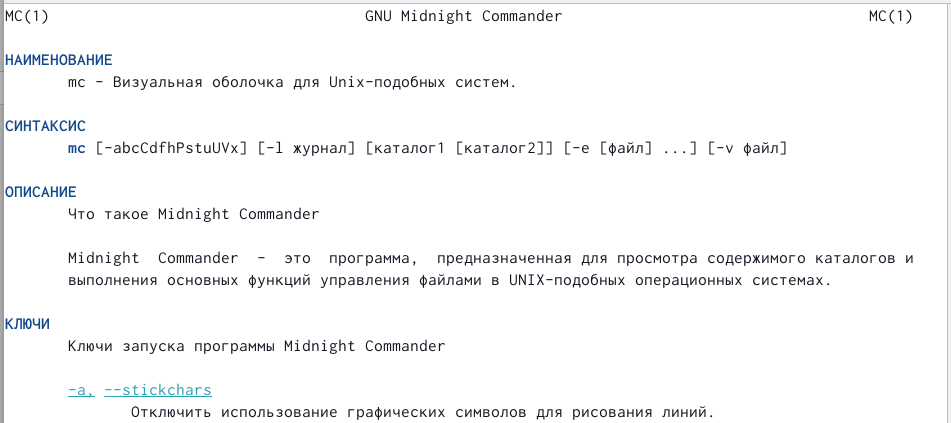 MC(1) GNU Midnight Commander MC(1)
НАИМЕНОВАНИЕ
mc - Визуальная оболочка для Unix-подобных систем.
СИНТАКСИС
mc [-abcCdfhPstuUVx] [-l журнал] [каталог1 [каталог2]] [-e [файл] ...] [-v файл]
ОПИСАНИЕ
Что такое Midnight Commander
Midnight Commander - это программа, предназначенная для просмотра содержимого каталогов и
выполнения основных функций управления файлами в UNIX-подобных операционных системах.
КЛЮЧИ
Ключи запуска программы Midnight Commander
-a, --stickchars
Отключить использование графических символов для рисования линий.